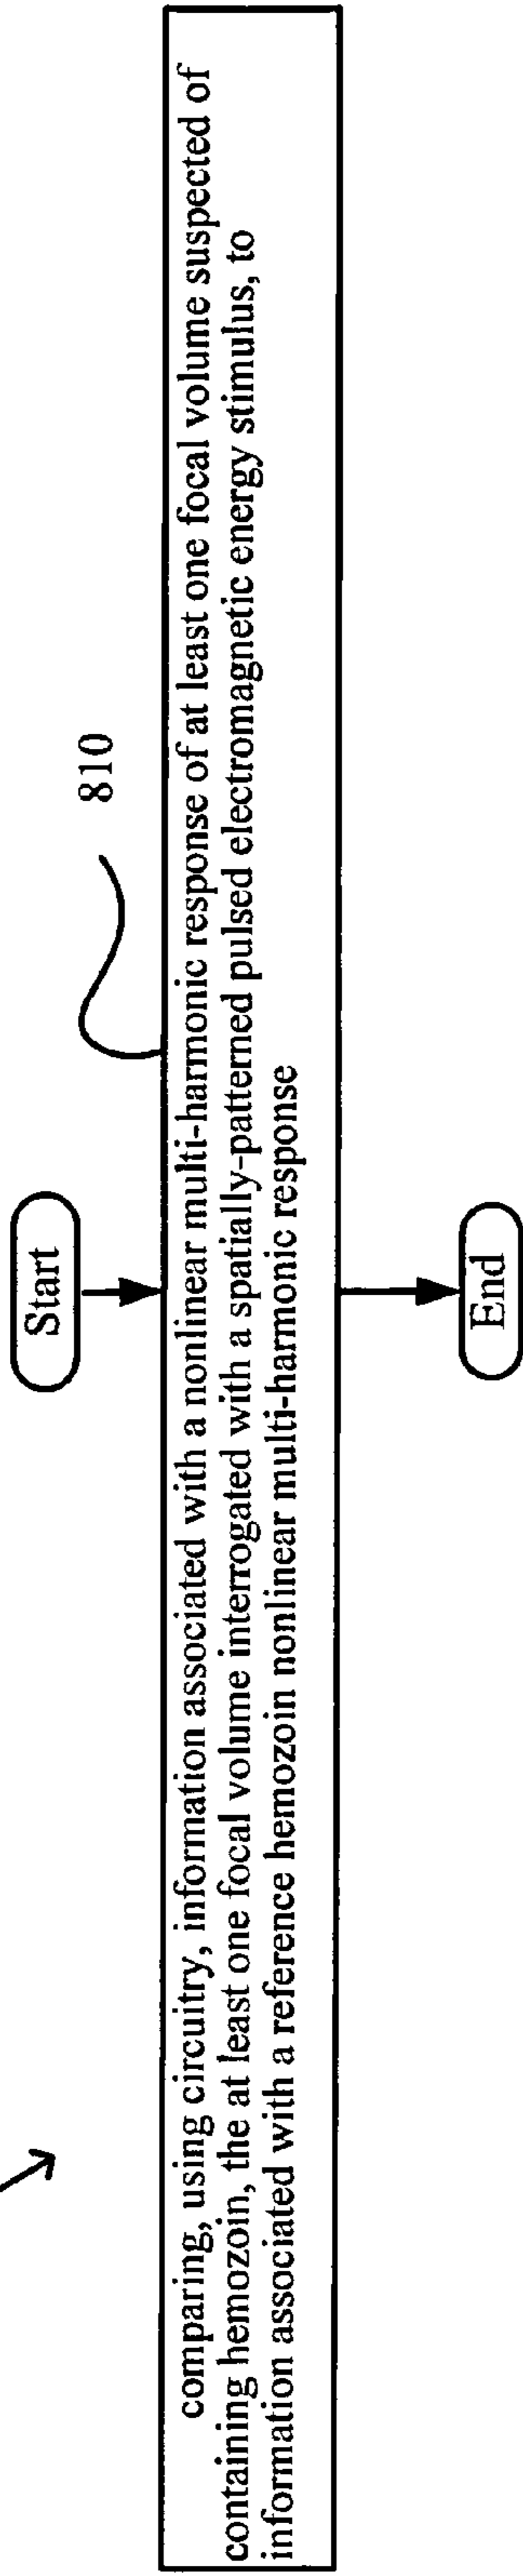 Start
810
comparing, using circuitry, information associated with a nonlinear multi-harmonic response of at least one focal volume suspected of
containing hemozoin, the at least one focal volume interrogated with a spatially-patterned pulsed electromagnetic energy stimulus, to
information associated with a reference hemozoin nonlinear multi-harmonic response
End